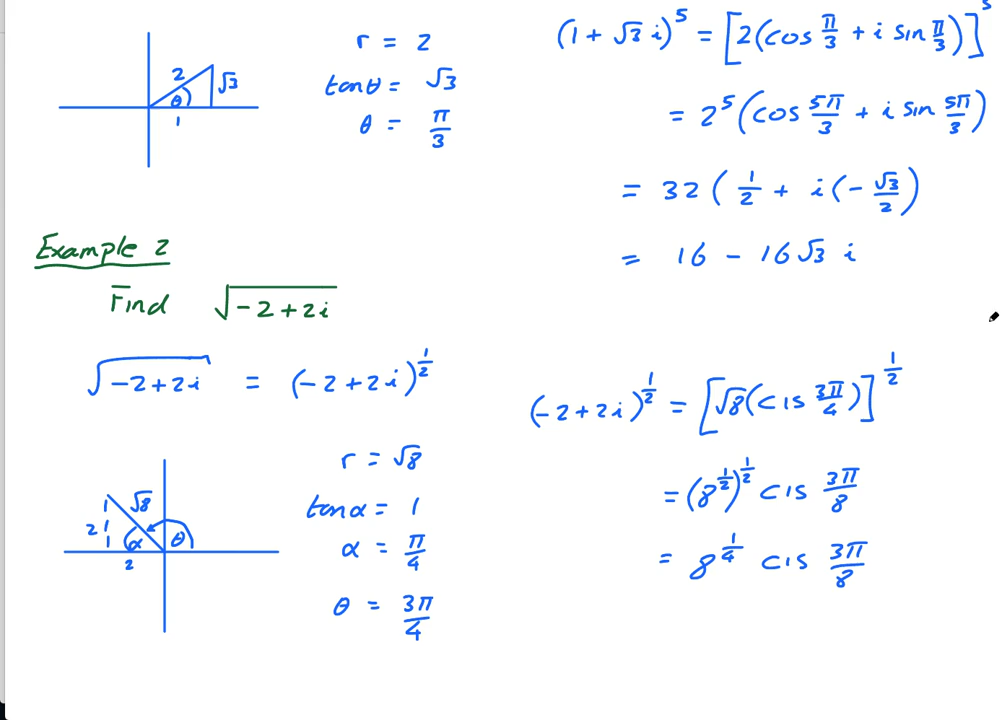 2
√3
θ
1
r = 2
tanθ = √3
θ = π/3
(1 + √3 i)^5 = [2(cos π/3 + i sin π/3)]^5
= 2^5 (cos 5π/3 + i sin 5π/3)
= 32 ( 1/2 + i(- √3/2)
= 16 - 16√3 i
Example 2
Find √(-2+2i)
√(-2+2i) = (-2+2i)^1/2
√8
2
α
θ
2
r = √8
tanα = 1
α = π/4
θ = 3π/4
(-2+2i)^1/2 = [√8(cis 3π/4)]^1/2
= (8^1/2)^1/2 cis 3π/8
= 8^1/4 cis 3π/8